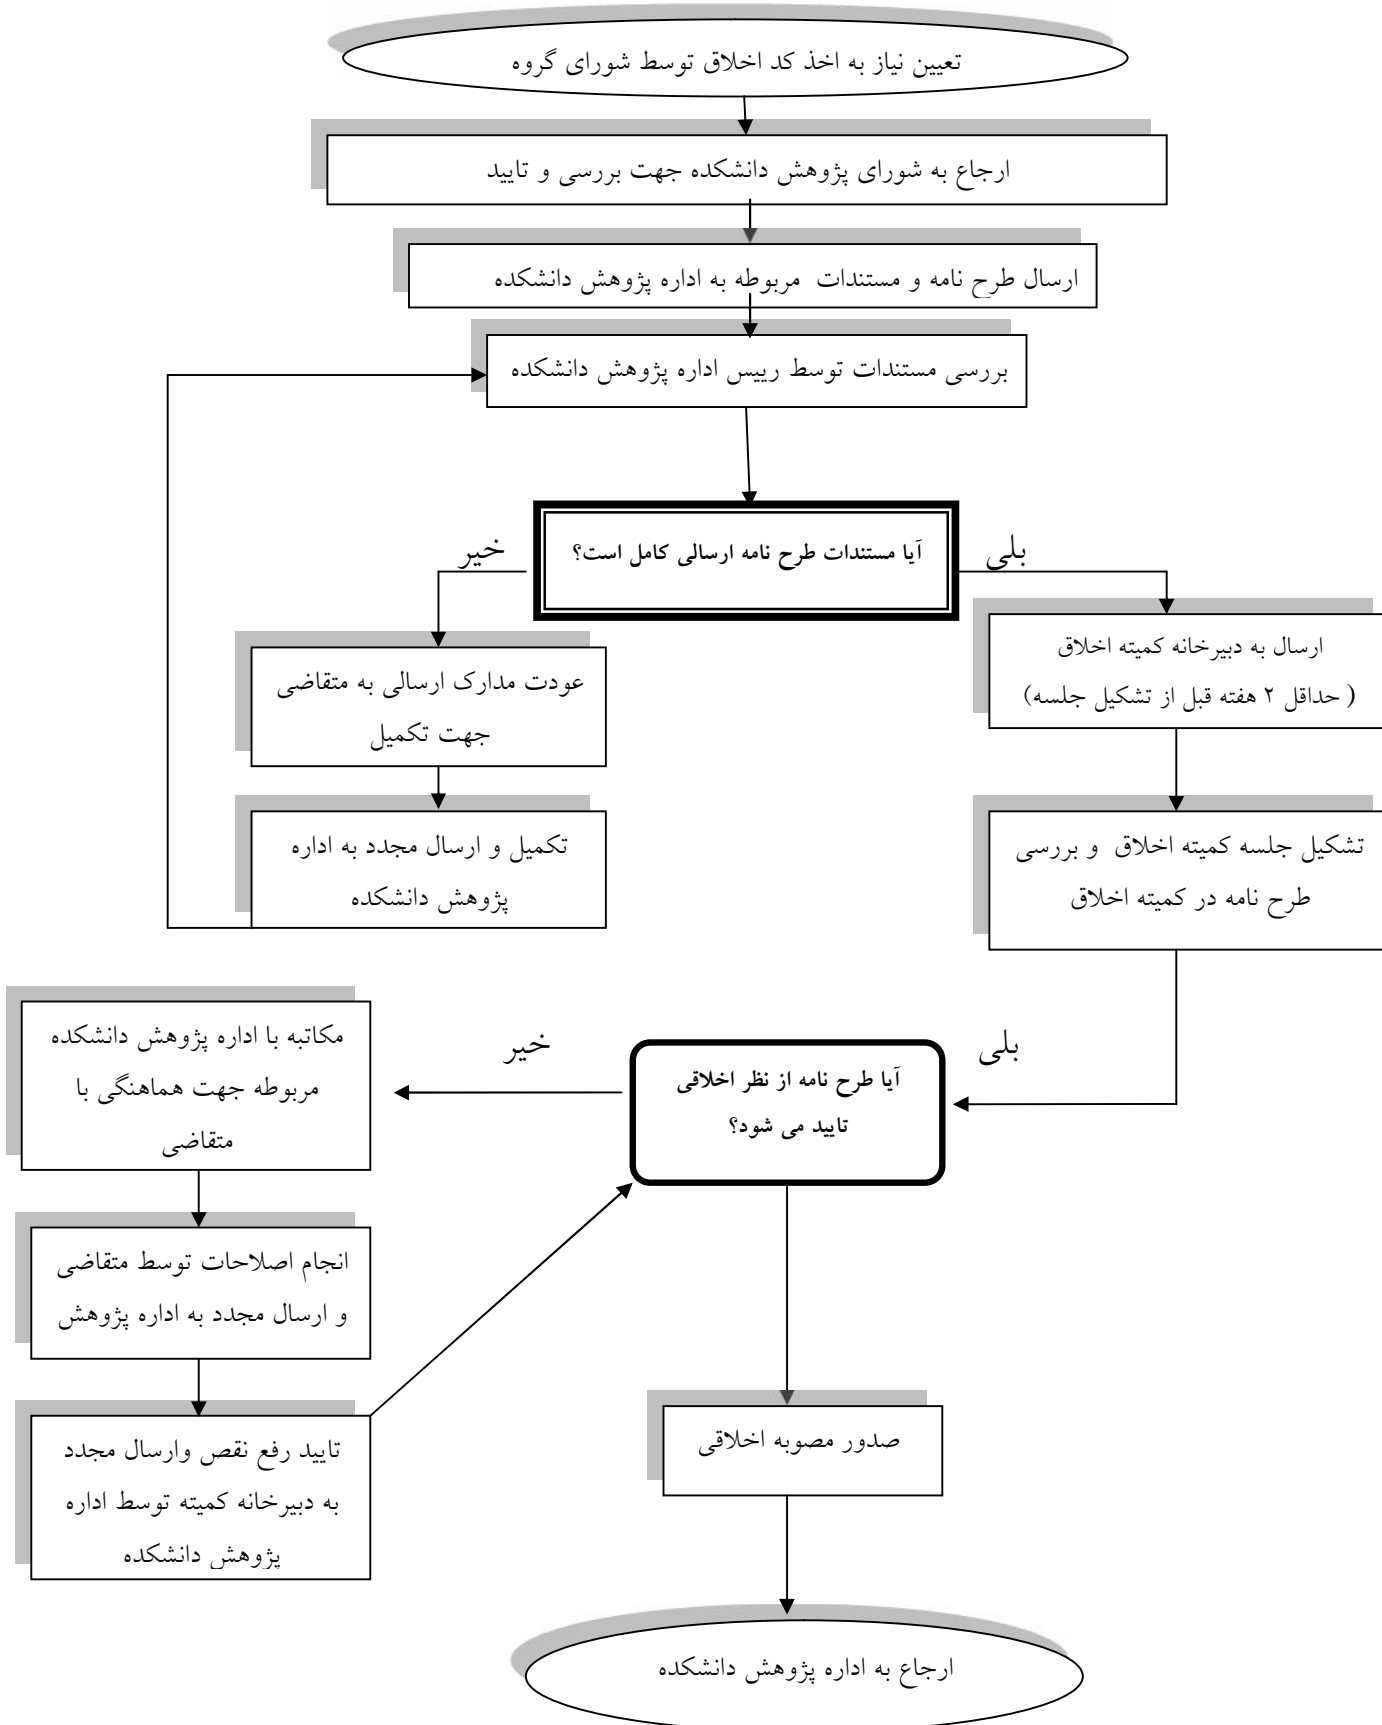 تعیین نیاز به اخذ کد اخلاق توسط شورای گروه
ارجاع به شورای پژوهش دانشکده جهت بررسی و تایید
ارسال طرح نامه و مستندات مربوطه به اداره پژوهش دانشکده
بررسی مستندات توسط رییس اداره پژوهش دانشکده
آیا مستندات طرح نامه ارسالی کامل است؟
بلی
خیر
ارسال به دبیرخانه کمیته اخلاق
( حداقل ۲ هفته قبل از تشکیل جلسه)
عودت مدارک ارسالی به متقاضی
جهت تکمیل
تشکیل جلسه کمیته اخلاق و بررسی
طرح نامه در کمیته اخلاق
تکمیل و ارسال مجدد به اداره
پژوهش دانشکده
بلی
آیا طرح نامه از نظر اخلاقی
تایید می شود؟
خیر
مکاتبه با اداره پژوهش دانشکده
مربوطه جهت هماهنگی با
متقاضی
انجام اصلاحات توسط متقاضی
و ارسال مجدد به اداره پژوهش
تایید رفع نقص وارسال مجدد
به دبیرخانه کمیته توسط اداره
پژوهش دانشکده
صدور مصوبه اخلاقی
ارجاع به اداره پژوهش دانشکده